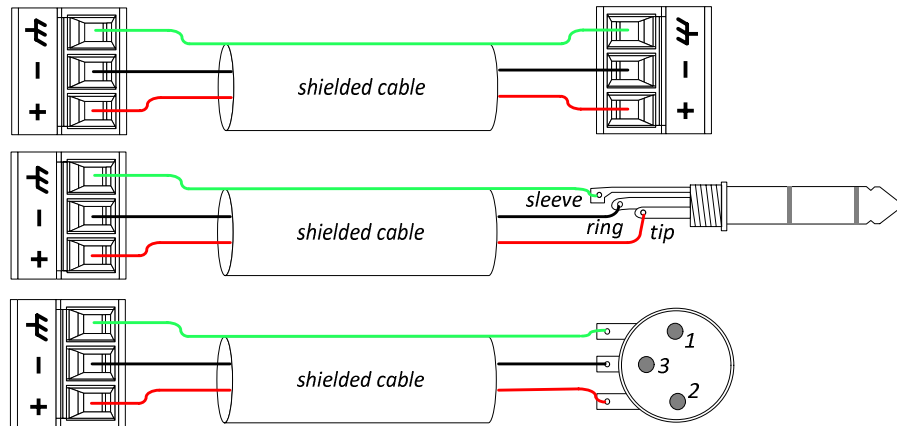 -
+
shielded cable
-
+
-
+
shielded cable
sleeve
ring
tip
-
+
shielded cable
1
3
2